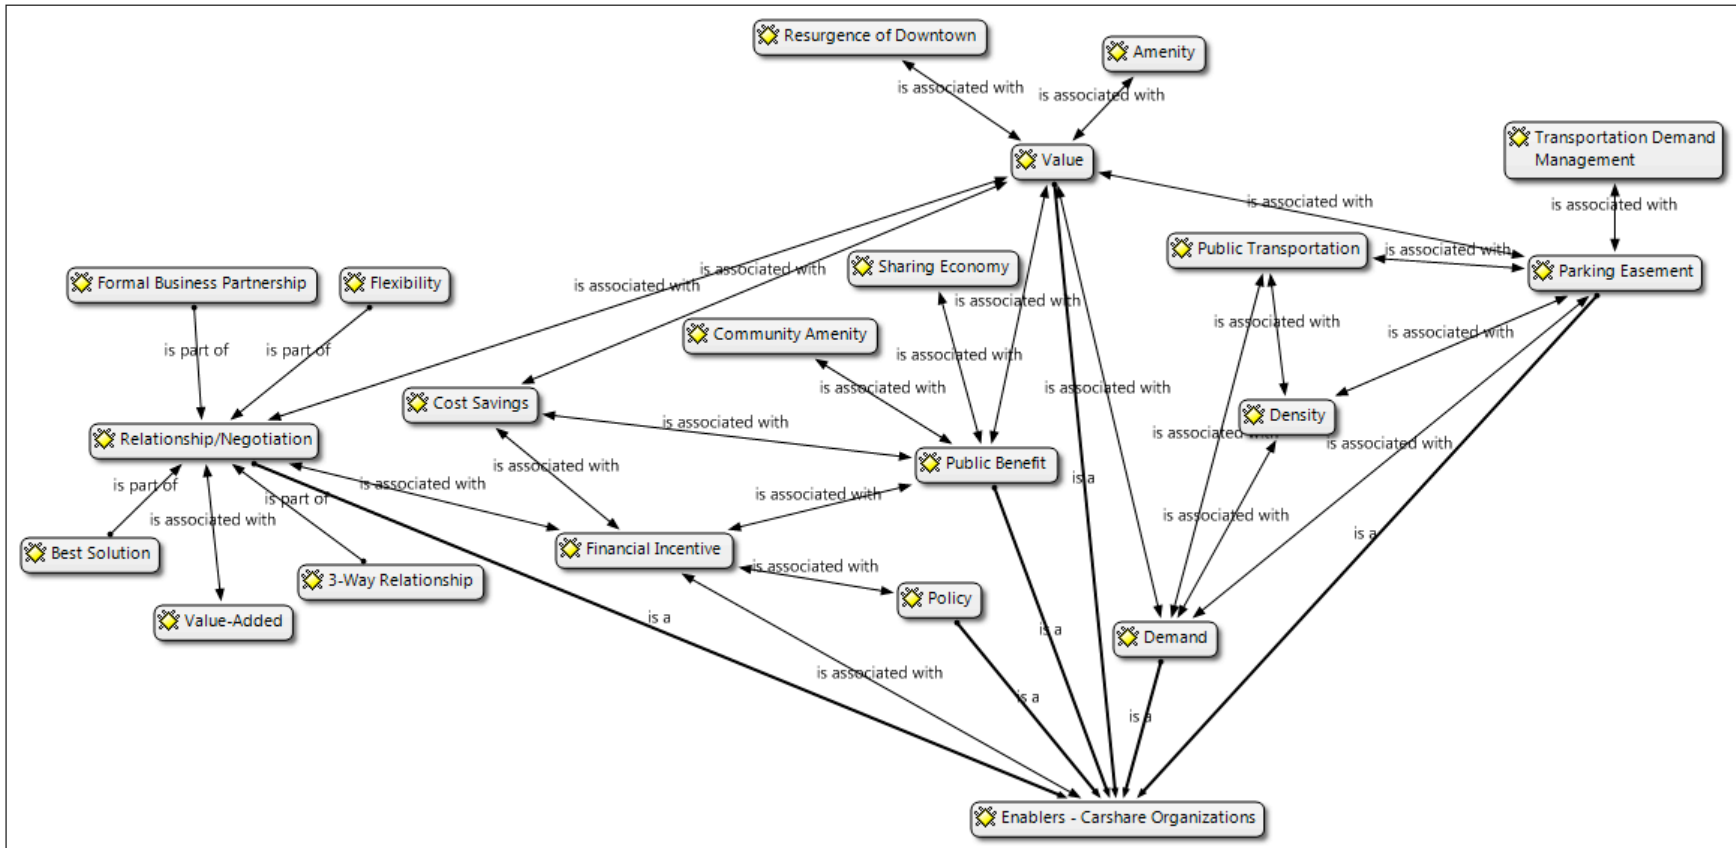 Resurgence of Downtown
Amenity
is associated with
is associated with
Transportation Demand
Management
Value
is associated with
is associated with
Public Transportation
is associated with
Sharing Economy
Parking Easement
is associated with
Formal Business Partnership
Flexibility
is associated with
is associated with
is associated with
Community Amenity
is associated with
is part of
is part of
is associated with
is associated with
is associated with
Cost Savings
Density
Relationship/Negotiation
is associated with
is associated with
is associated with
Public Benefit
is associated with
is a
is part of
is associated with
is part of
is associated with
is associated with
is associated with
Best Solution
Financial Incentive
is a
is associated with
3-Way Relationship
Policy
Value-Added
is a
is a
Demand
is associated with
is a
is a
Enablers - Carshare Organizations